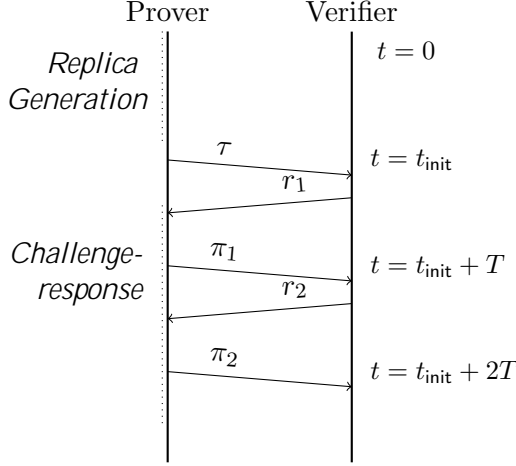 Prover Verifier
t = 0
Replica
Generation
τ
t = t_init
r_1
Challenge-
response
π_1
t = t_init + T
r_2
π_2
t = t_init + 2T